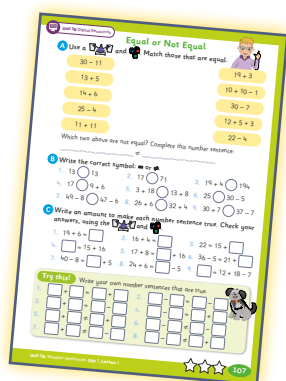 Equal or Not Equal
A Use a and . Match those that are equal.
30 – 11
13 + 5
14 + 6
25 – 4
11 + 11
19 + 3
10 + 10 – 1
30 – 7
12 + 5 + 3
22 – 4
Which two above are not equal? Complete this number sentence:
≠
B Write the correct symbol: = or ≠.
1. 13 13
2. 17 71
3. 19 + 4 194
4. 17 9 + 6
5. 3 + 18 13 + 8
6. 25 30 – 5
7. 49 – 8 47 – 6
8. 26 + 6 32 + 4
9. 30 + 7 37 – 7
C Write an amount to make each number sentence true. Check your
answers, using the and
1. 19 + 6 =
2. 16 + 4 =
3. 22 = 15 +
4. = 15 + 16
5. 17 + 8 = + 16
6. 36 – 5 = 21 +
7. 40 – 8 = + 5
8. 24 + 6 = – 5
9. = 12 + 18 – 7
Try this! Write your own number sentences that are true.
107